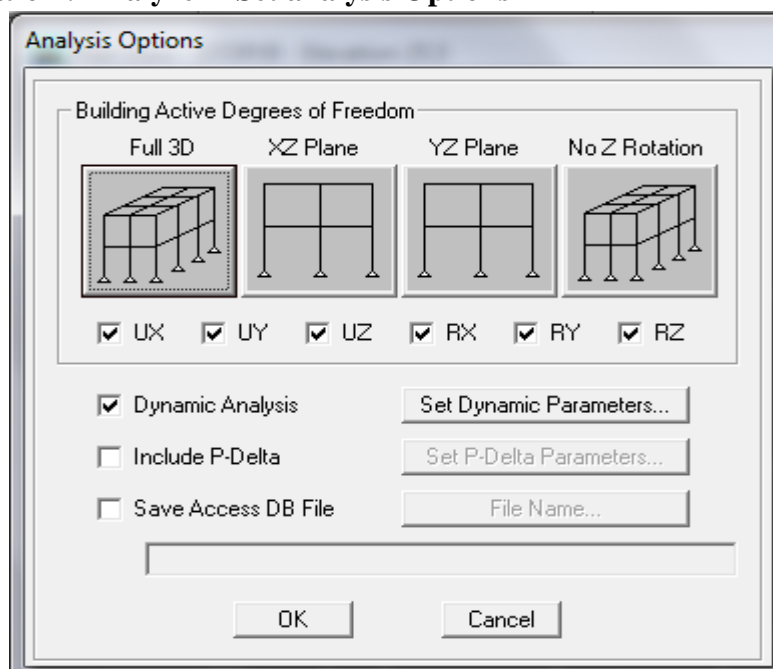 Analysis Options
Building Active Degrees of Freedom
Full 3D XZ Plane YZ Plane No Z Rotation
UX UY UZ RX RY RZ
Dynamic Analysis Set Dynamic Parameters...
Include P-Delta Set P-Delta Parameters...
Save Access DB File File Name...
OK Cancel